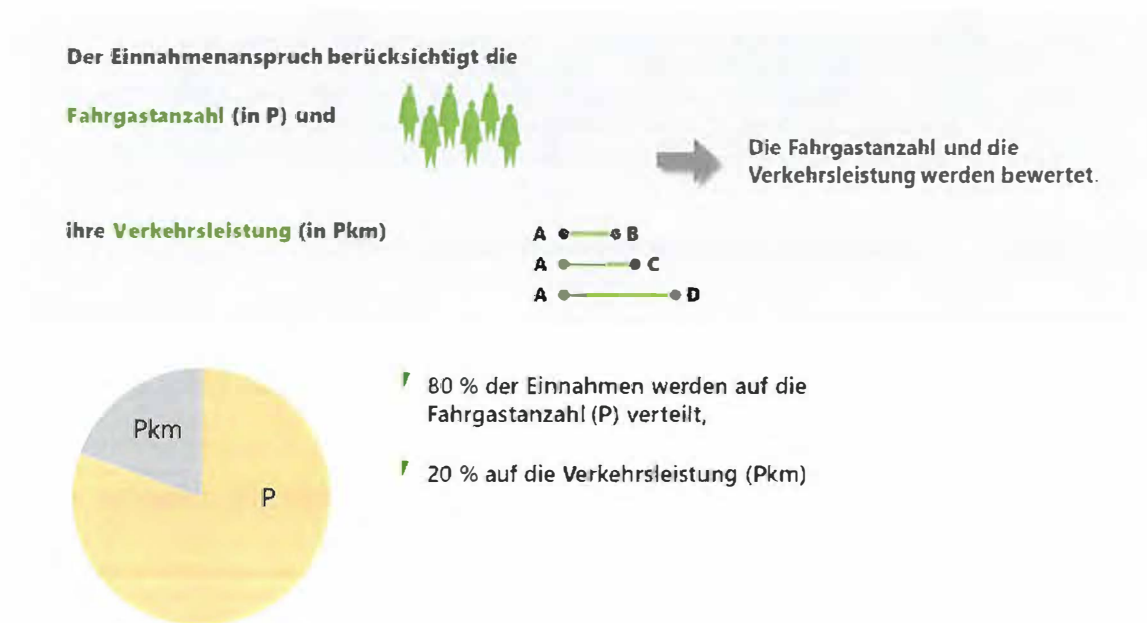 Der Einnahmenanspruch berücksichtigt die
Fahrgastanzahl (in P) und
Die Fahrgastanzahl und die
Verkehrsleistung werden bewertet.
ihre Verkehrsleistung (in Pkm)
A B
A C
A D
80 % der Einnahmen werden auf die
Fahrgastanzahl (P) verteilt,
20 % auf die Verkehrsleistung (Pkm)
Pkm
P